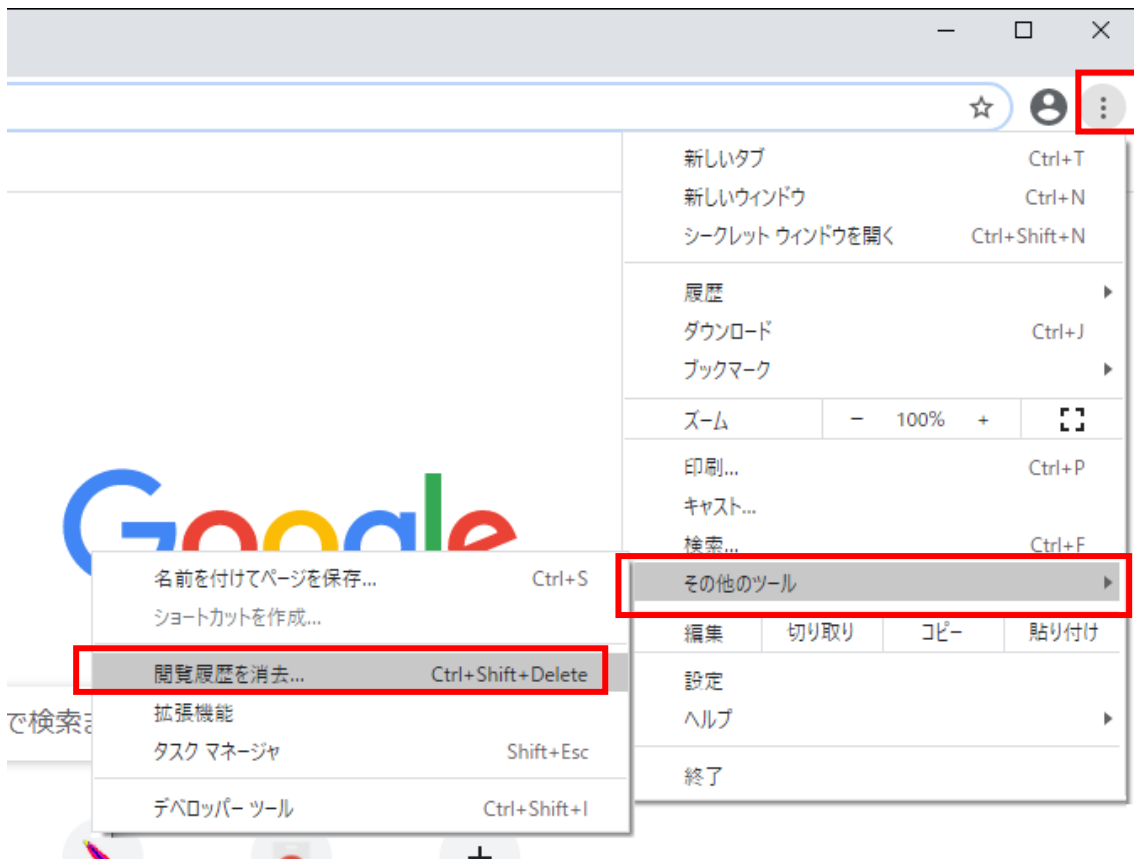 新しいタブ Ctrl+T
新しいウィンドウ Ctrl+N
シークレット ウィンドウを開く Ctrl+Shift+N
履歴
ダウンロード Ctrl+J
ブックマーク
ズーム － 100% +
印刷... Ctrl+P
キャスト...
検索... Ctrl+F
その他のツール
編集 切り取り コピー 貼り付け
設定
ヘルプ
終了
Google
名前を付けてページを保存... Ctrl+S
ショートカットを作成...
閲覧履歴を消去... Ctrl+Shift+Delete
拡張機能
タスク マネージャ Shift+Esc
デベロッパー ツール Ctrl+Shift+I
で検索